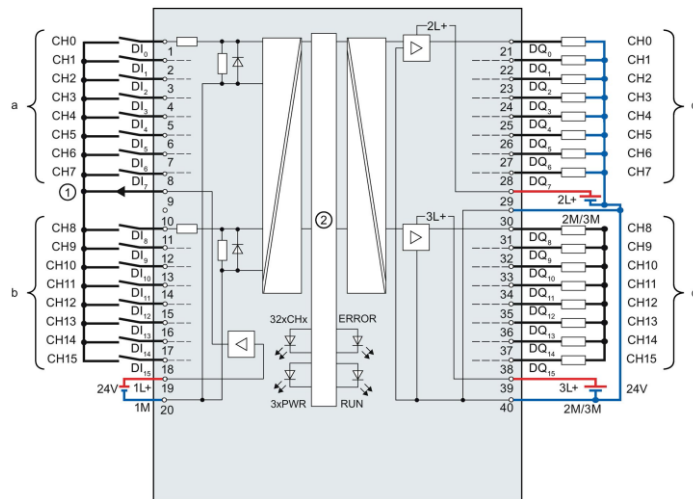 a
CH0
CH1
CH2
CH3
CH4
CH5
CH6
CH7
DI0
DI1
DI2
DI3
DI4
DI5
DI6
DI7
1
2
3
4
5
6
7
8
9
①
b
CH8
CH9
CH10
CH11
CH12
CH13
CH14
CH15
DI8
DI9
DI10
DI11
DI12
DI13
DI14
DI15
10
11
12
13
14
15
16
17
18
19
20
24V
1L+
1M
②
32xCHx
ERROR
3xPWR
RUN
2L+
3L+
21
22
23
24
25
26
27
28
29
30
DQ0
DQ1
DQ2
DQ3
DQ4
DQ5
DQ6
DQ7
CH0
CH1
CH2
CH3
CH4
CH5
CH6
CH7
2L+
2M/3M
31
32
33
34
35
36
37
38
39
40
DQ8
DQ9
DQ10
DQ11
DQ12
DQ13
DQ14
DQ15
CH8
CH9
CH10
CH11
CH12
CH13
CH14
CH15
3L+
24V
2M/3M